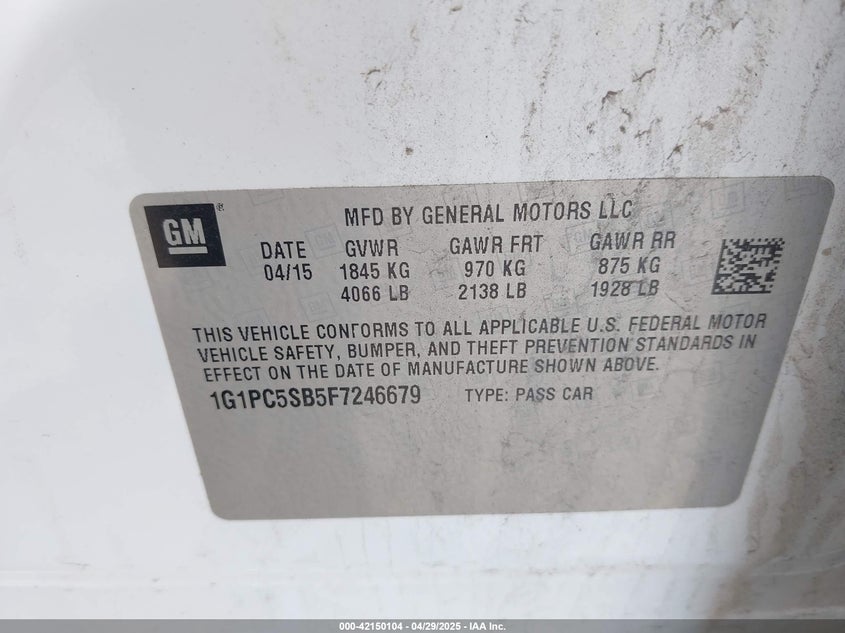 GM
MFD BY GENERAL MOTORS LLC
DATE GVWR GAWR FRT GAWR RR
04/15 1845 KG 970 KG 875 KG
4066 LB 2138 LB 1928 LB
THIS VEHICLE CONFORMS TO ALL APPLICABLE U.S. FEDERAL MOTOR
VEHICLE SAFETY, BUMPER, AND THEFT PREVENTION STANDARDS IN
EFFECT ON THE DATE OF MANUFACTURE SHOWN ABOVE.
1G1PC5SB5F7246679 TYPE: PASS CAR
000-42150104 - 04/29/2025 - IAA Inc.